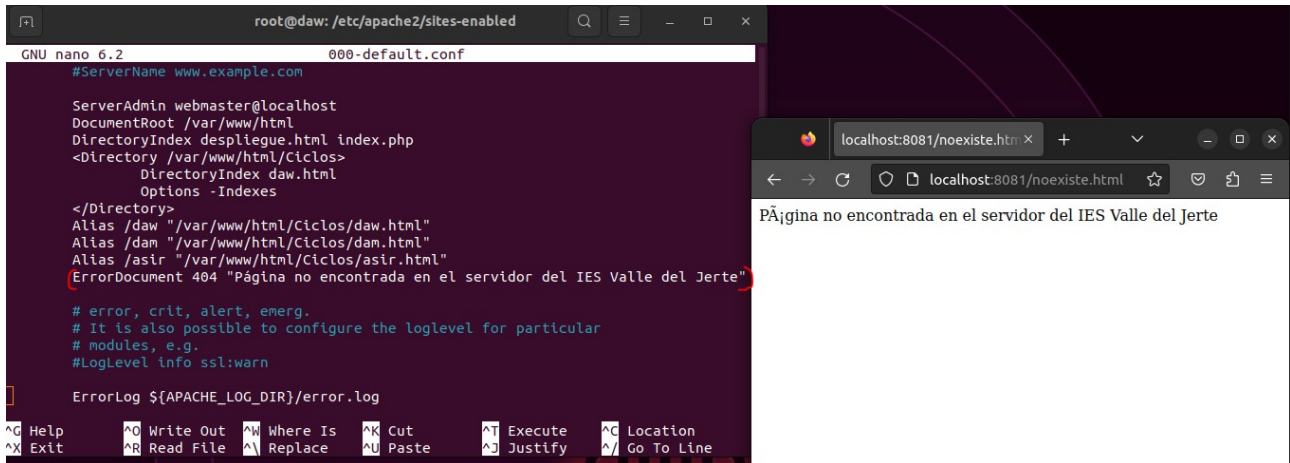 root@daw: /etc/apache2/sites-enabled
GNU nano 6.2 000-default.conf
#ServerName www.example.com
ServerAdmin webmaster@localhost
DocumentRoot /var/www/html
DirectoryIndex despliegue.html index.php
<Directory /var/www/html/Ciclos>
DirectoryIndex daw.html
Options -Indexes
</Directory>
Alias /daw "/var/www/html/Ciclos/daw.html"
Alias /dam "/var/www/html/Ciclos/dam.html"
Alias /asir "/var/www/html/Ciclos/asir.html"
ErrorDocument 404 "Página no encontrada en el servidor del IES Valle del Jerte"
# error, crit, alert, emerg.
# It is also possible to configure the loglevel for particular
# modules, e.g.
#LogLevel info ssl:warn
ErrorLog ${APACHE_LOG_DIR}/error.log
^G Help ^O Write Out ^W Where Is ^K Cut ^T Execute ^C Location
^X Exit ^R Read File ^\ Replace ^U Paste ^J Justify ^/ Go To Line
localhost:8081/noexiste.htm
localhost:8081/noexiste.html
PÃ¡gina no encontrada en el servidor del IES Valle del Jerte